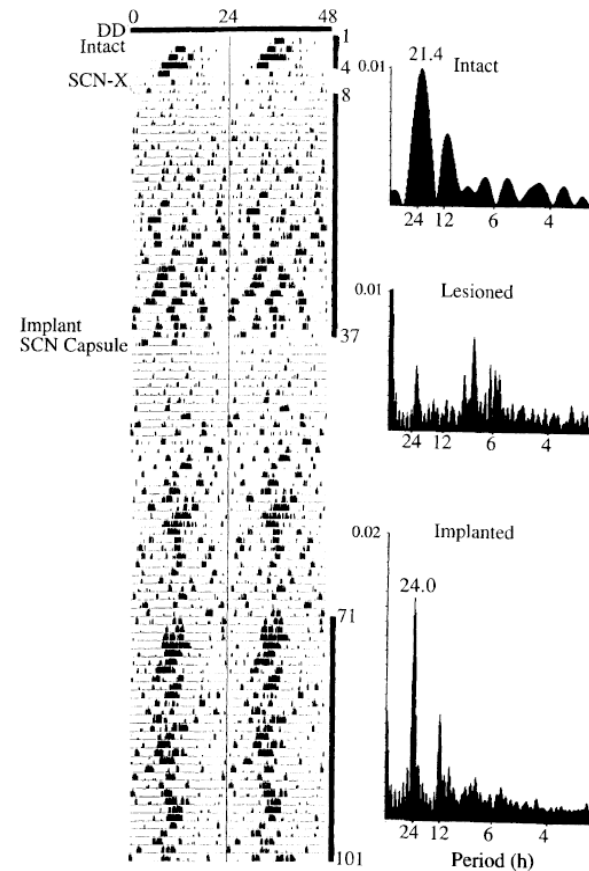 0 24 48
DD
Intact
SCN-X
1
4
8
Implant
SCN Capsule
37
71
101
21.4
0.01 Intact
24 12 6 4
0.01 Lesioned
24 12 6 4
0.02 Implanted
24.0
24 12 6 4
Period (h)